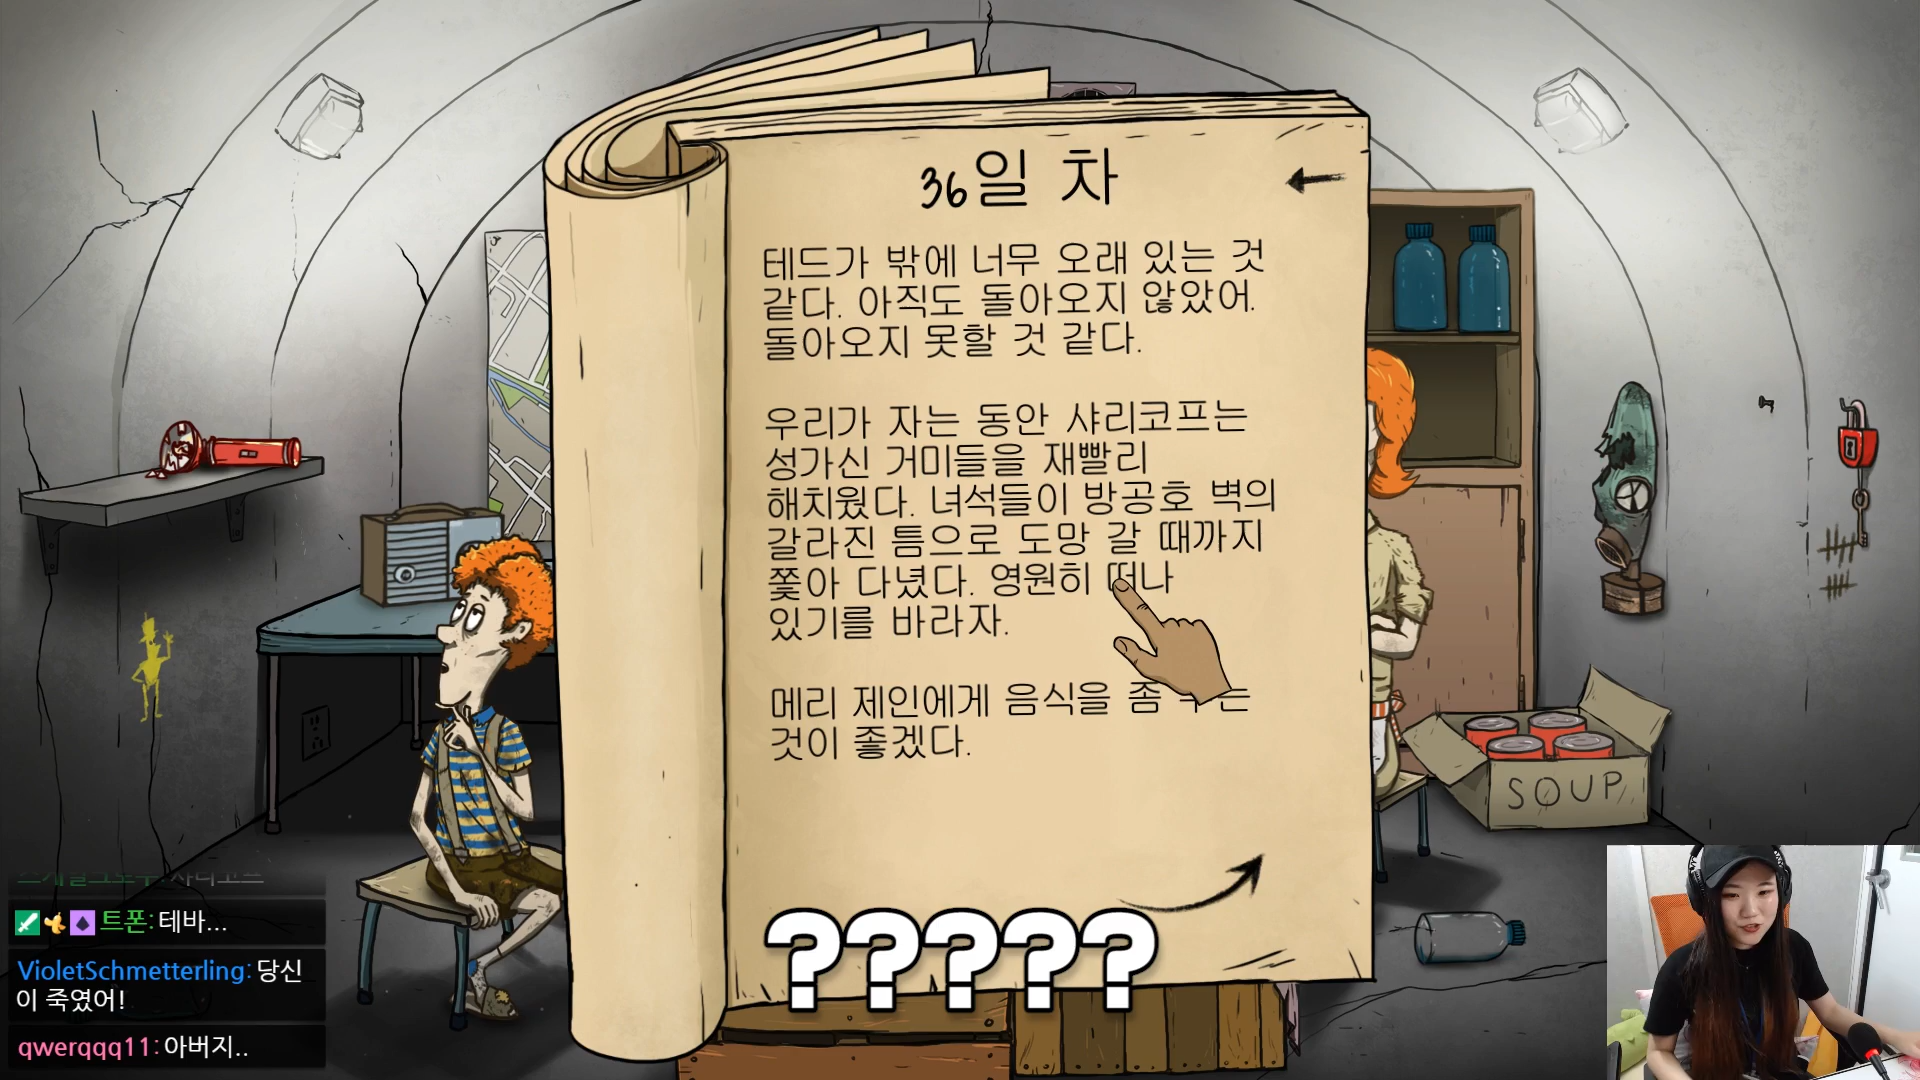 36일 차
테드가 밖에 너무 오래 있는 것
같다. 아직도 돌아오지 않았어.
돌아오지 못할 것 같다.
우리가 자는 동안 샤리코프는
성가신 거미들을 재빨리
해치웠다. 녀석들이 방공호 벽의
갈라진 틈으로 도망 갈 때까지
쫓아 다녔다. 영원히 떠나
있기를 바라자.
메리 제인에게 음식을 좀 는
것이 좋겠다.
SOUP
?????
트폰: 테바...
VioletSchmetterling: 당신
이 죽였어!
qwerqqq11: 아버지..